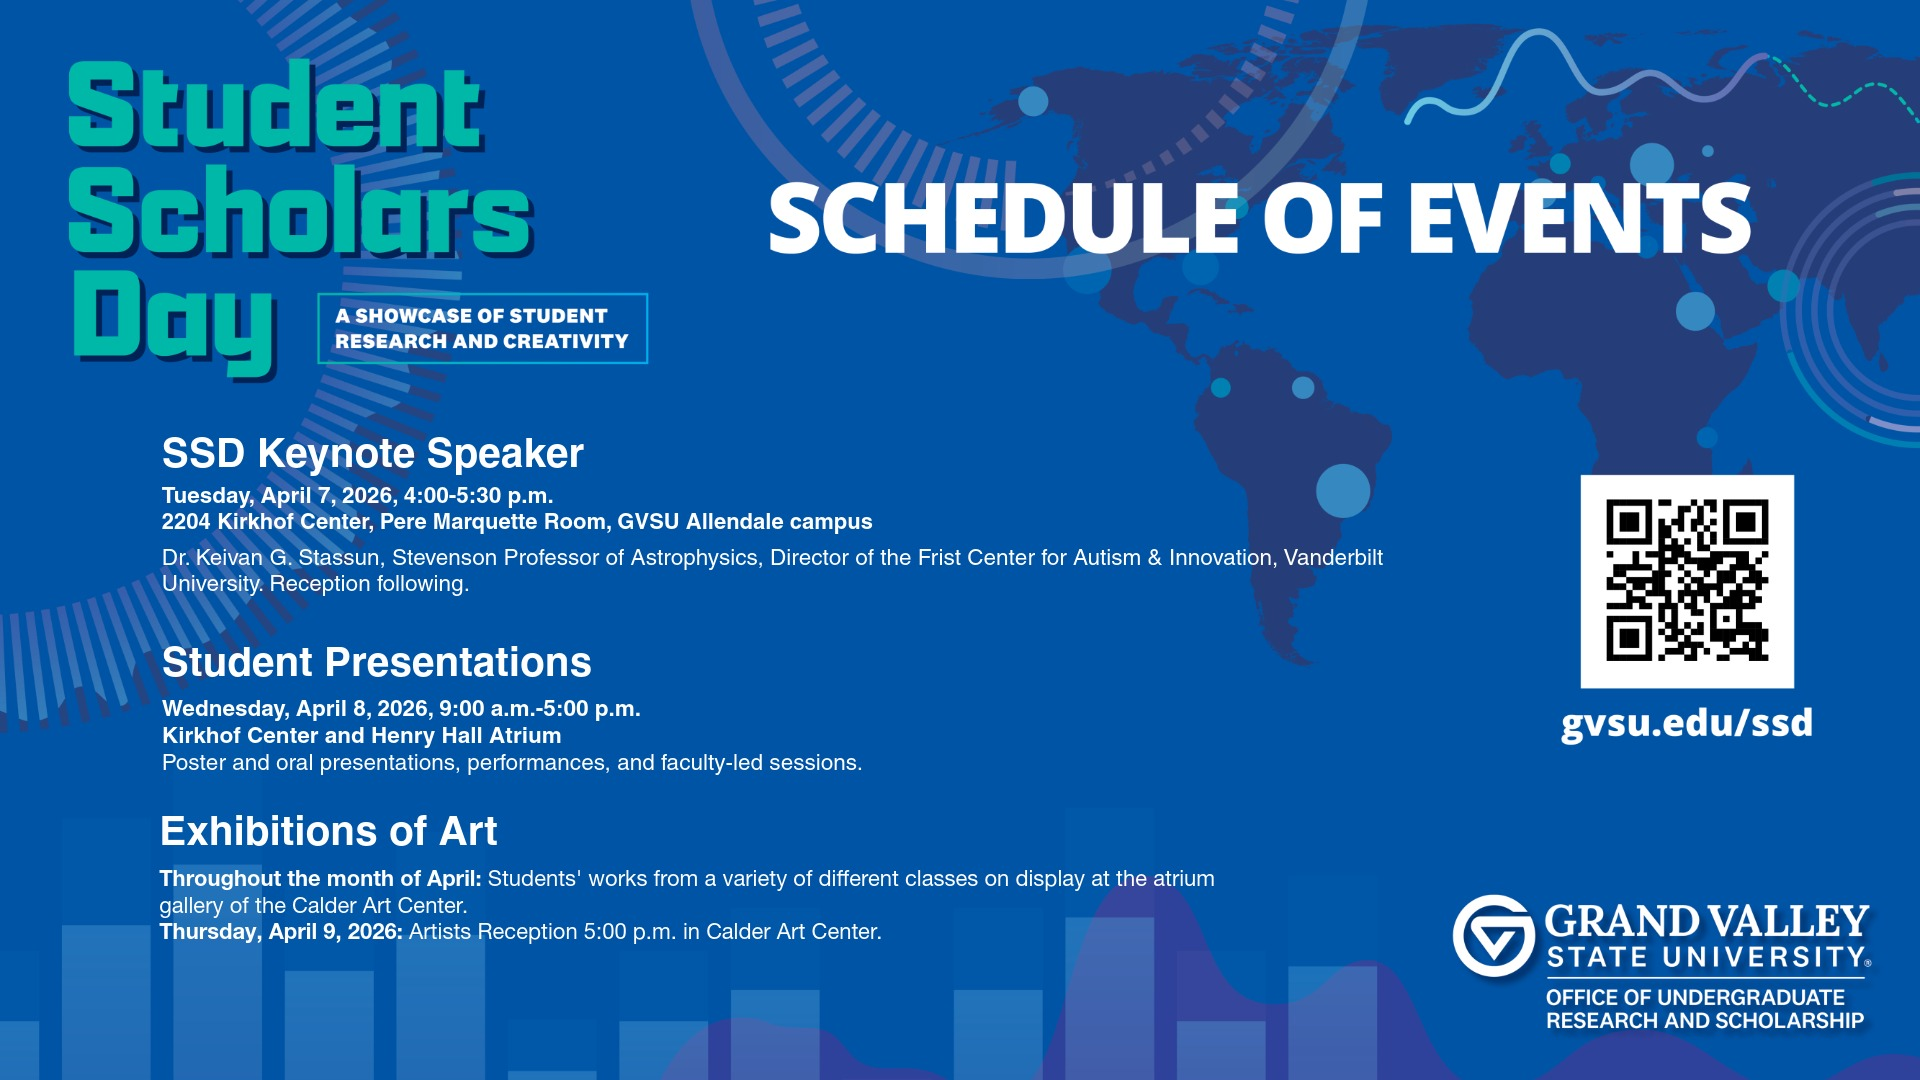 Student
Scholars
Day
A SHOWCASE OF STUDENT
RESEARCH AND CREATIVITY
SCHEDULE OF EVENTS
SSD Keynote Speaker
Tuesday, April 7, 2026, 4:00-5:30 p.m.
2204 Kirkhof Center, Pere Marquette Room, GVSU Allendale campus
Dr. Keivan G. Stassun, Stevenson Professor of Astrophysics, Director of the Frist Center for Autism & Innovation, Vanderbilt
University. Reception following.
Student Presentations
Wednesday, April 8, 2026, 9:00 a.m.-5:00 p.m.
Kirkhof Center and Henry Hall Atrium
Poster and oral presentations, performances, and faculty-led sessions.
Exhibitions of Art
Throughout the month of April: Students' works from a variety of different classes on display at the atrium
gallery of the Calder Art Center.
Thursday, April 9, 2026: Artists Reception 5:00 p.m. in Calder Art Center.
gvsu.edu/ssd
GRAND VALLEY
STATE UNIVERSITY®
OFFICE OF UNDERGRADUATE
RESEARCH AND SCHOLARSHIP